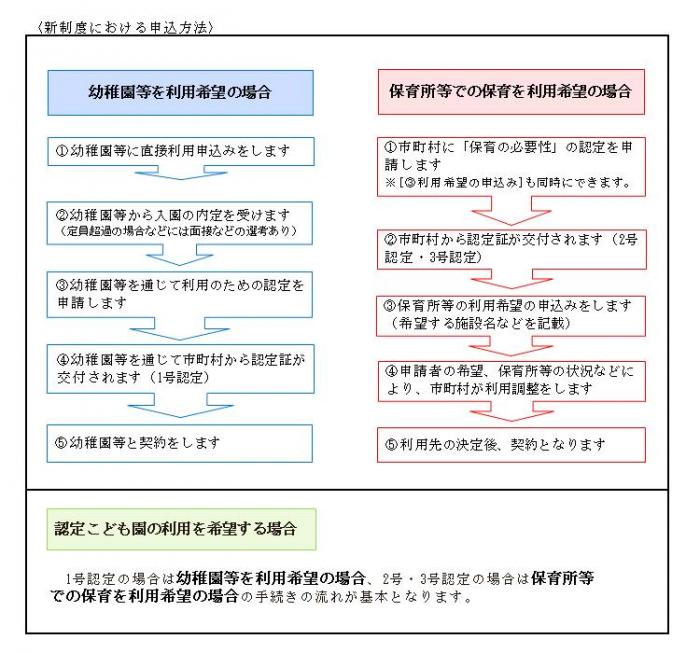 〈新制度における申込方法〉
幼稚園等を利用希望の場合
①幼稚園等に直接利用申込みをします
②幼稚園等から入園の内定を受けます
(定員超過の場合などには面接などの選考あり)
③幼稚園等を通じて利用のための認定を
申請します
④幼稚園等を通じて市町村から認定証が
交付されます(1号認定)
⑤幼稚園等と契約をします
保育所等での保育を利用希望の場合
①市町村に「保育の必要性」の認定を申
請します
※[③利用希望の申込み]も同時にできます。
②市町村から認定証が交付されます(2号
認定・3号認定)
③保育所等の利用希望の申込みをします
(希望する施設名などを記載)
④申請者の希望、保育所等の状況などに
より、市町村が利用調整をします
⑤利用先の決定後、契約となります
認定こども園の利用を希望する場合
1号認定の場合は幼稚園等を利用希望の場合、2号・3号認定の場合は保育所等
での保育を利用希望の場合の手続きの流れが基本となります。